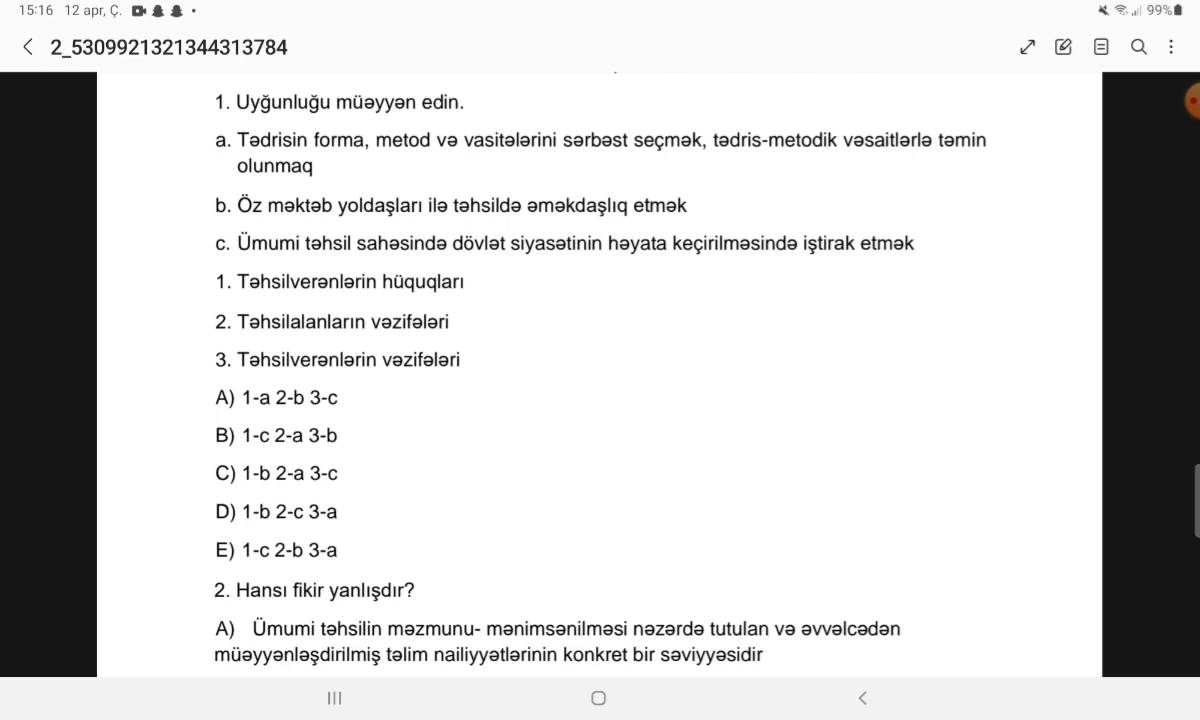 15:16 12 apr, Ç. 99%
2_5309921321344313784
1. Uyğunluğu müəyyən edin.
a. Tədrisin forma, metod və vasitələrini sərbəst seçmək, tədris-metodik vəsaitlərlə təmin
olunmaq
b. Öz məktəb yoldaşları ilə təhsildə əməkdaşlıq etmək
c. Ümumi təhsil sahəsində dövlət siyasətinin həyata keçirilməsində iştirak etmək
1. Təhsilverənlərin hüquqları
2. Təhsilalanların vəzifələri
3. Təhsilverənlərin vəzifələri
A) 1-a 2-b 3-c
B) 1-c 2-a 3-b
C) 1-b 2-a 3-c
D) 1-b 2-c 3-a
E) 1-c 2-b 3-a
2. Hansı fikir yanlışdır?
A) Ümumi təhsilin məzmunu- mənimsənilməsi nəzərdə tutulan və əvvəlcədən
müəyyənləşdirilmiş təlim nailiyyətlərinin konkret bir səviyyəsidir